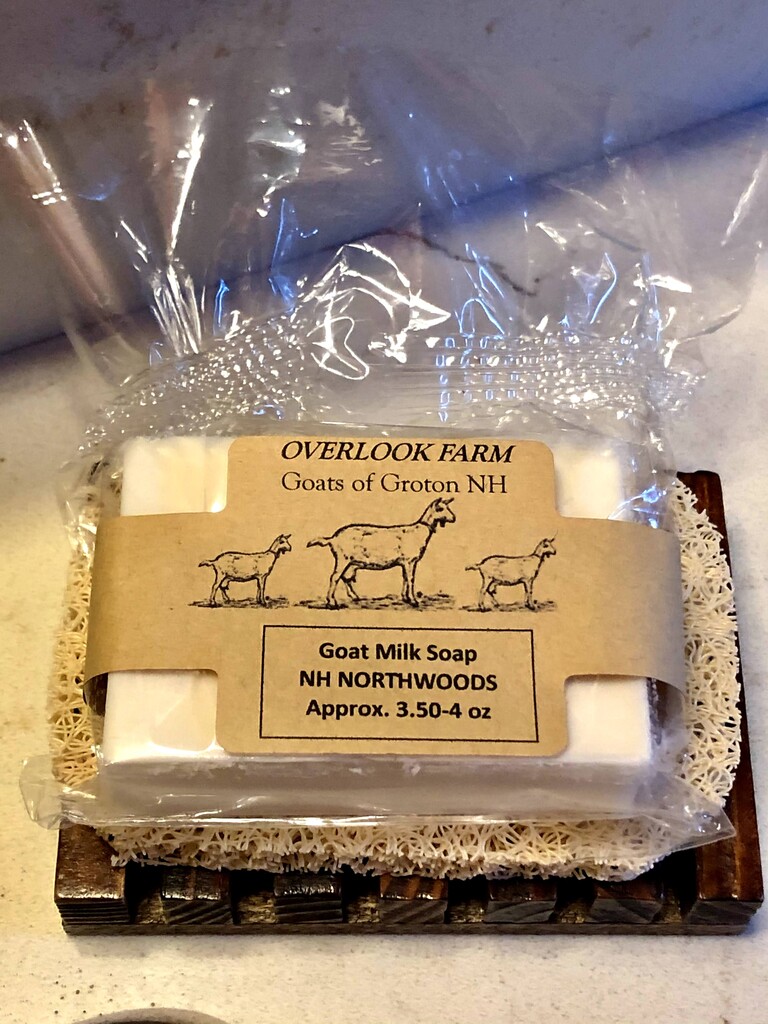 OVERLOOK FARM
Goats of Groton NH
Goat Milk Soap
NH NORTHWOODS
Approx. 3.50-4 oz